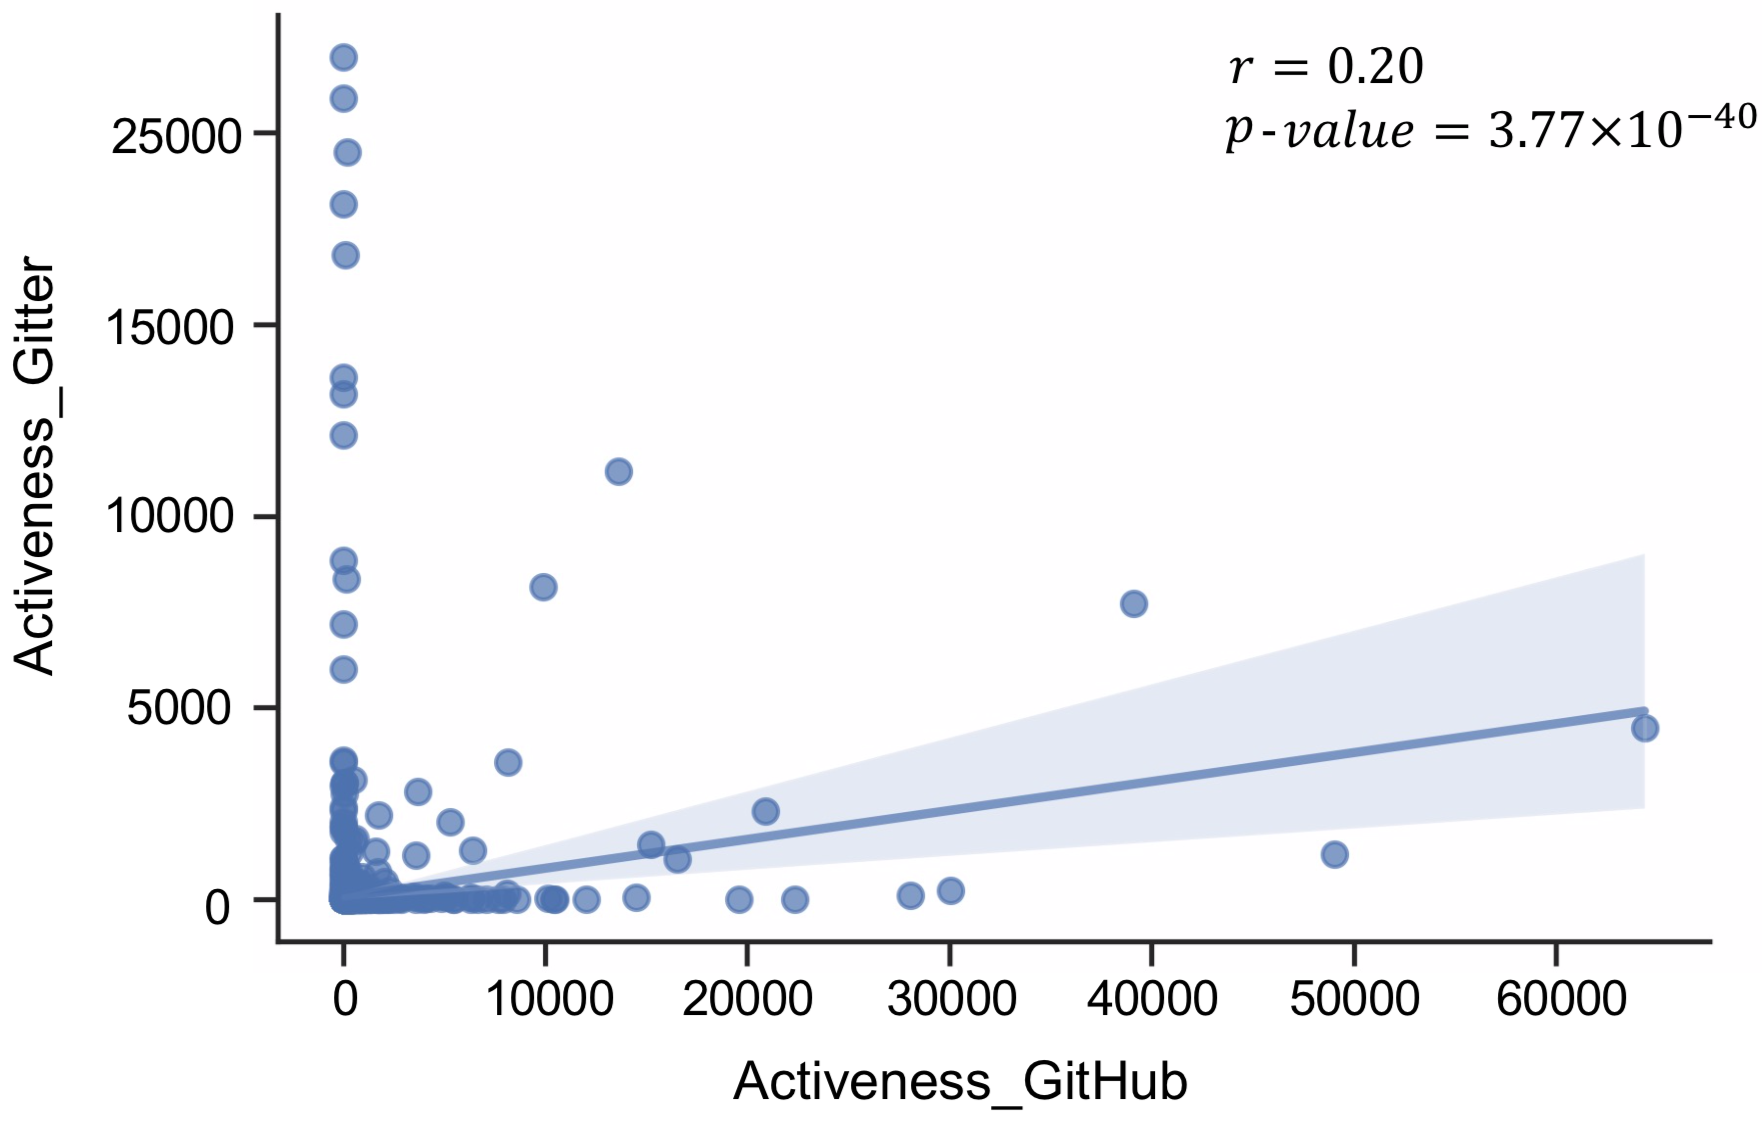 r = 0.20
p-value = 3.77×10⁻⁴⁰
25000
15000
10000
5000
0
Activeness_Gitter
0 10000 20000 30000 40000 50000 60000
Activeness_GitHub